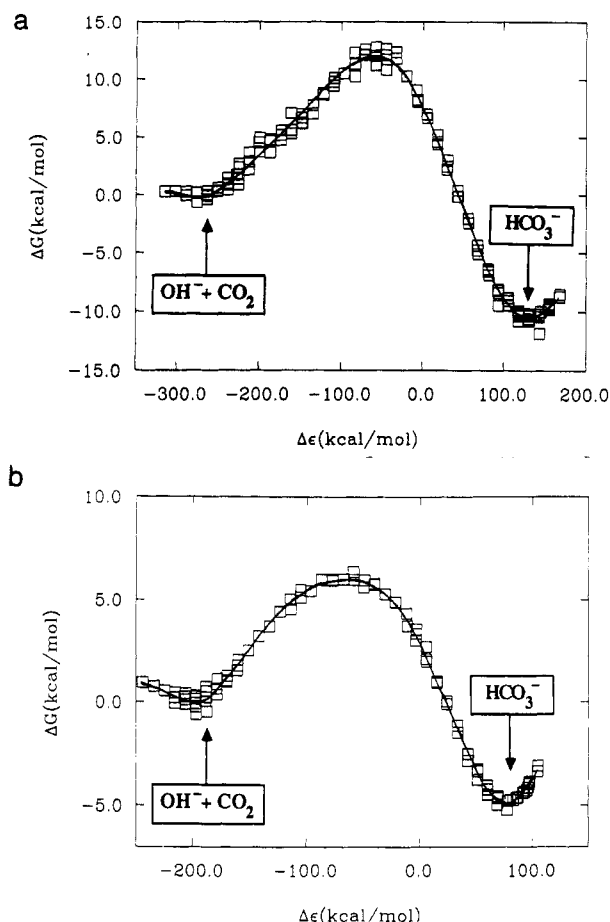 a
15.0
10.0
5.0
0.0
-5.0
-10.0
-15.0
ΔG(kcal/mol)
OH⁻+ CO₂
HCO₃⁻
-300.0 -200.0 -100.0 0.0 100.0 200.0
Δϵ(kcal/mol)
b
10.0
5.0
0.0
-5.0
ΔG(kcal/mol)
OH⁻+ CO₂
HCO₃⁻
-200.0 -100.0 0.0 100.0
Δϵ(kcal/mol)